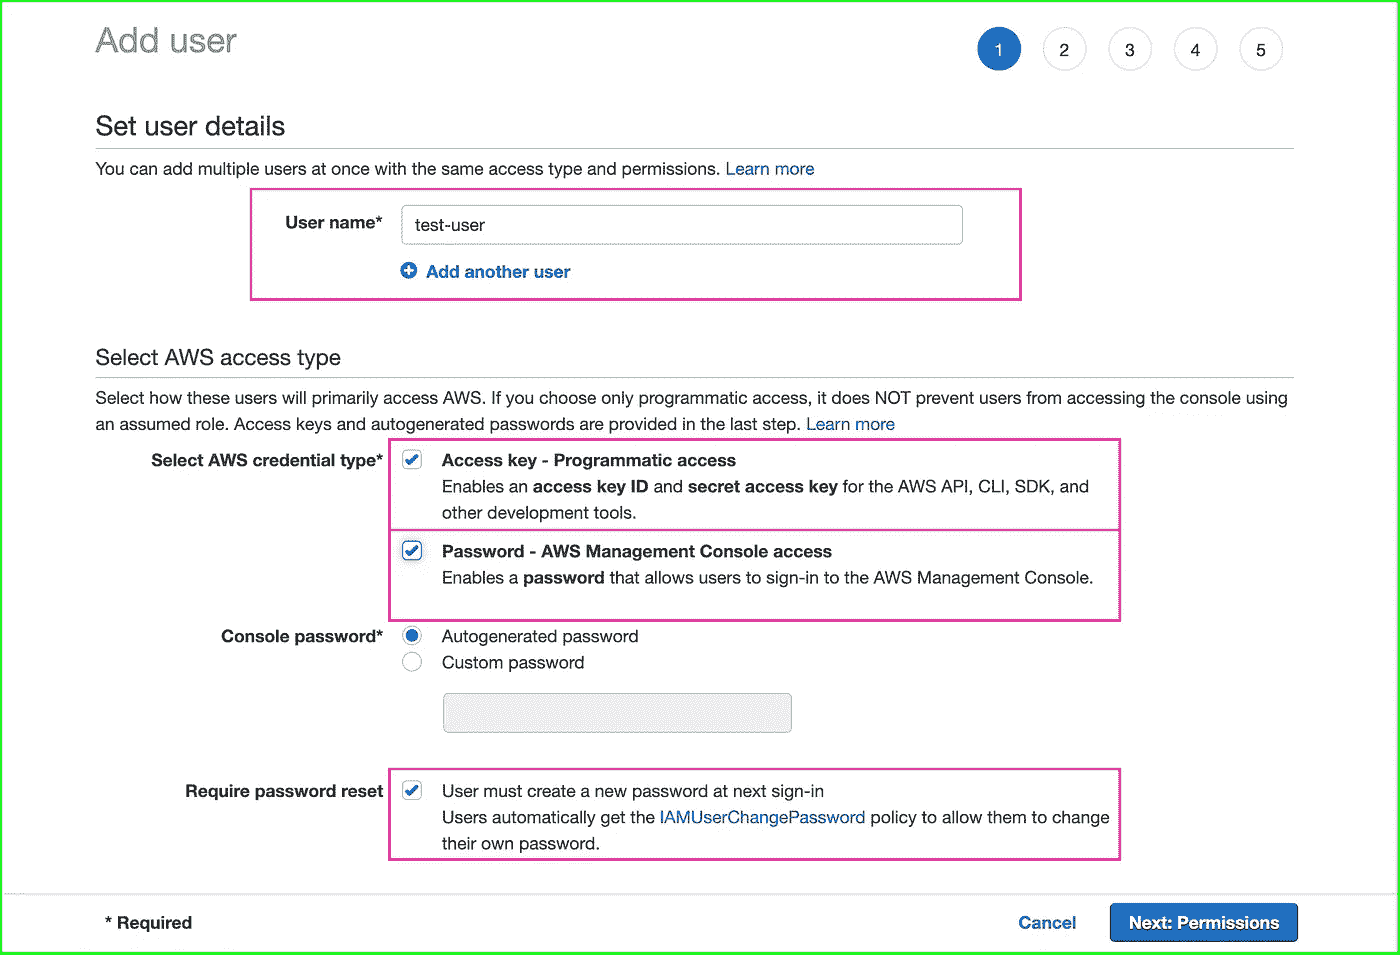 Add user
1 2 3 4 5
Set user details
You can add multiple users at once with the same access type and permissions. Learn more
User name* test-user
Add another user
Select AWS access type
Select how these users will primarily access AWS. If you choose only programmatic access, it does NOT prevent users from accessing the console using
an assumed role. Access keys and autogenerated passwords are provided in the last step. Learn more
Select AWS credential type* Access key - Programmatic access
Enables an access key ID and secret access key for the AWS API, CLI, SDK, and
other development tools.
Password - AWS Management Console access
Enables a password that allows users to sign-in to the AWS Management Console.
Console password* Autogenerated password
Custom password
Require password reset User must create a new password at next sign-in
Users automatically get the IAMUserChangePassword policy to allow them to change
their own password.
* Required Cancel Next: Permissions